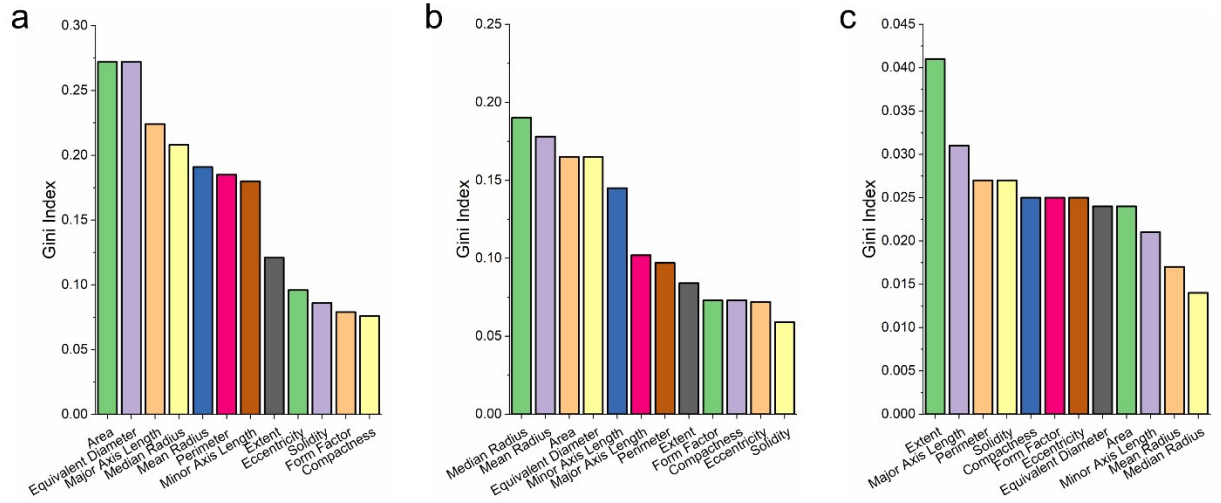 a
0.30
0.25
0.20
0.15
0.10
0.05
0.00
Gini Index
Area
Equivalent Diameter
Major Axis Length
Median Radius
Mean Radius
Perimeter
Minor Axis Length
Extent
Eccentricity
Solidity
Form Factor
Compactness
b
0.25
0.20
0.15
0.10
0.05
0.00
Gini Index
Median Radius
Mean Radius
Area
Equivalent Diameter
Minor Axis Length
Major Axis Length
Perimeter
Extent
Form Factor
Compactness
Eccentricity
Solidity
c
0.045
0.040
0.035
0.030
0.025
0.020
0.015
0.010
0.005
0.000
Gini Index
Extent
Major Axis Length
Perimeter
Solidity
Compactness
Form Factor
Eccentricity
Equivalent Diameter
Area
Minor Axis Length
Mean Radius
Median Radius